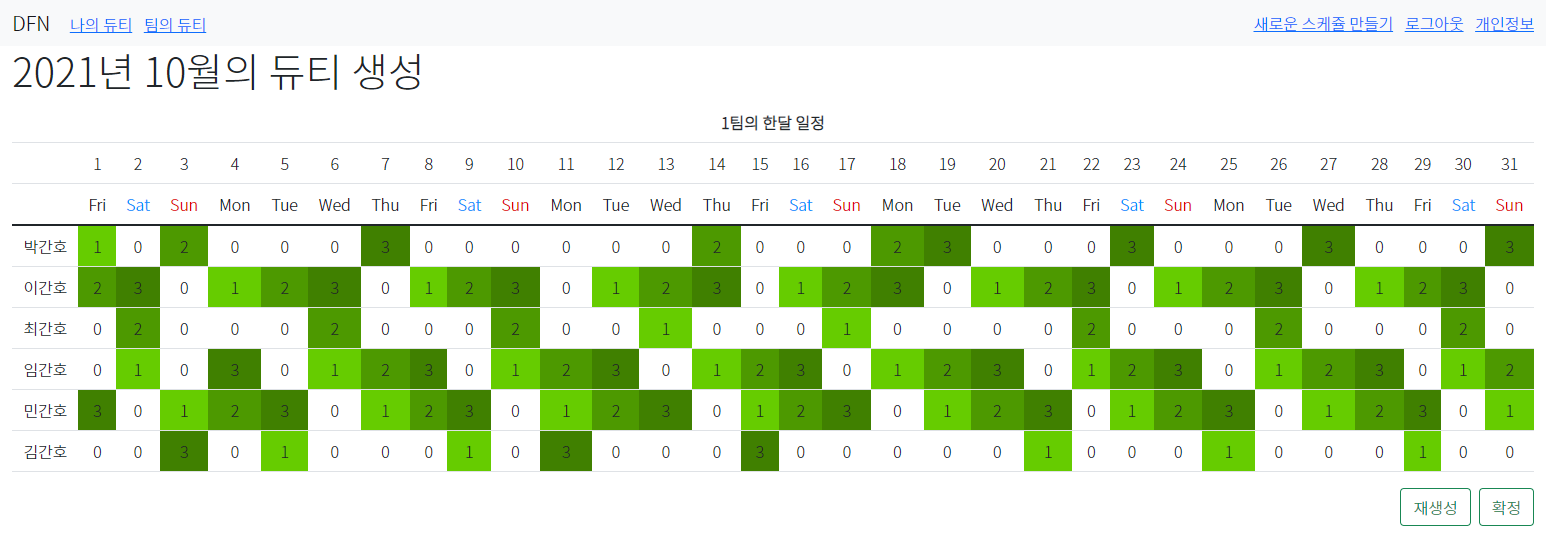 DFN 나의 듀티 팀의 듀티 새로운 스케쥴 만들기 로그아웃 개인정보
2021년 10월의 듀티 생성
1팀의 한달 일정
1 2 3 4 5 6 7 8 9 10 11 12 13 14 15 16 17 18 19 20 21 22 23 24 25 26 27 28 29 30 31
Fri Sat Sun Mon Tue Wed Thu Fri Sat Sun Mon Tue Wed Thu Fri Sat Sun Mon Tue Wed Thu Fri Sat Sun Mon Tue Wed Thu Fri Sat Sun
박간호 1 0 2 0 0 0 3 0 0 0 0 0 0 2 0 0 0 2 3 0 0 0 3 0 0 0 3 0 0 0 3
이간호 2 3 0 1 2 3 0 1 2 3 0 1 2 3 0 1 2 3 0 1 2 3 0 1 2 3 0 1 2 3 0
최간호 0 2 0 0 0 2 0 0 0 2 0 0 1 0 0 0 1 0 0 0 0 2 0 0 0 2 0 0 0 2 0
임간호 0 1 0 3 0 1 2 3 0 1 2 3 0 1 2 3 0 1 2 3 0 1 2 3 0 1 2 3 0 1 2
민간호 3 0 1 2 3 0 1 2 3 0 1 2 3 0 1 2 3 0 1 2 3 0 1 2 3 0 1 2 3 0 1
김간호 0 0 3 0 1 0 0 0 1 0 3 0 0 0 3 0 0 0 0 0 1 0 0 0 1 0 0 0 1 0 0
재생성 확정